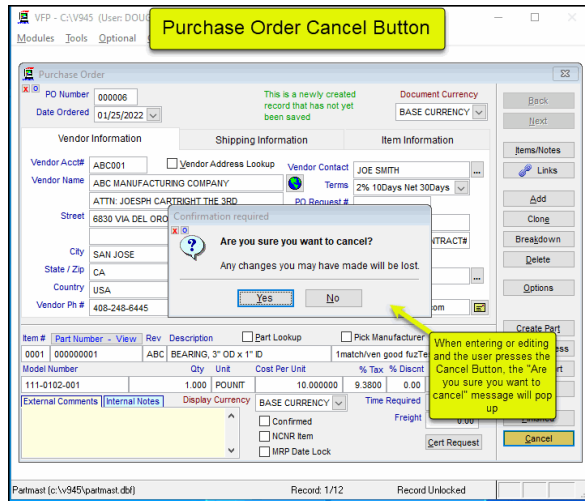 VFP - C:\V945 (User: DOUG
Purchase Order Cancel Button
Modules Tools Optional
Purchase Order
X O
PO Number 000006
This is a newly created record that has not yet been saved
Document Currency
Date Ordered 01/25/2022
BASE CURRENCY
Back
Next
Vendor Information Shipping Information Item Information
Items/Notes
Vendor Acct# ABC001 Vendor Address Lookup Vendor Contact JOE SMITH ...
Links
Vendor Name ABC MANUFACTURING COMPANY Terms 2% 10Days Net 30Days
ATTN: JOESPH CARTRIGHT THE 3RD PO Request #
Add
Street 6830 VIA DEL ORO
Clone
Confirmation required
X O
Are you sure you want to cancel?
Any changes you may have made will be lost.
Yes No
NTRACT#
Breakdown
City SAN JOSE
Delete
State / Zip CA ...
Country USA
Options
Vendor Ph # 408-248-6445 com
Create Part
Item # Part Number - View Rev Description Part Lookup Pick Manufacturer
0001 000000001 ABC BEARING, 3" OD x 1" ID 1match/ven good fuzTe
ess
Model Number Qty Unit Cost Per Unit % Tax % Discnt
rt
111-0102-001 1.000 POUNIT 10.000000 9.3800 0.00
When entering or editing
and the user presses the
Cancel Button, the "Are
you sure you want to
cancel" message will pop
up
External Comments Internal Notes Display Currency BASE CURRENCY Time Required
Confirmed Freight 0.00
NCNR Item
MRP Date Lock
Cert Request
Cancel
Partmast (c:\v945\partmast.dbf) Record: 1/12 Record Unlocked